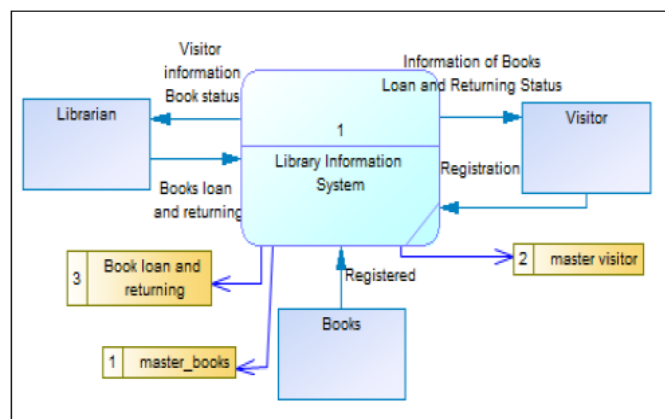 Visitor
information
Book status
Information of Books
Loan and Returning Status
Librarian
1
Visitor
Library Information
System
Registration
Books loan
and returning
3
Book loan and
returning
2
master visitor
Registered
Books
1
master_books